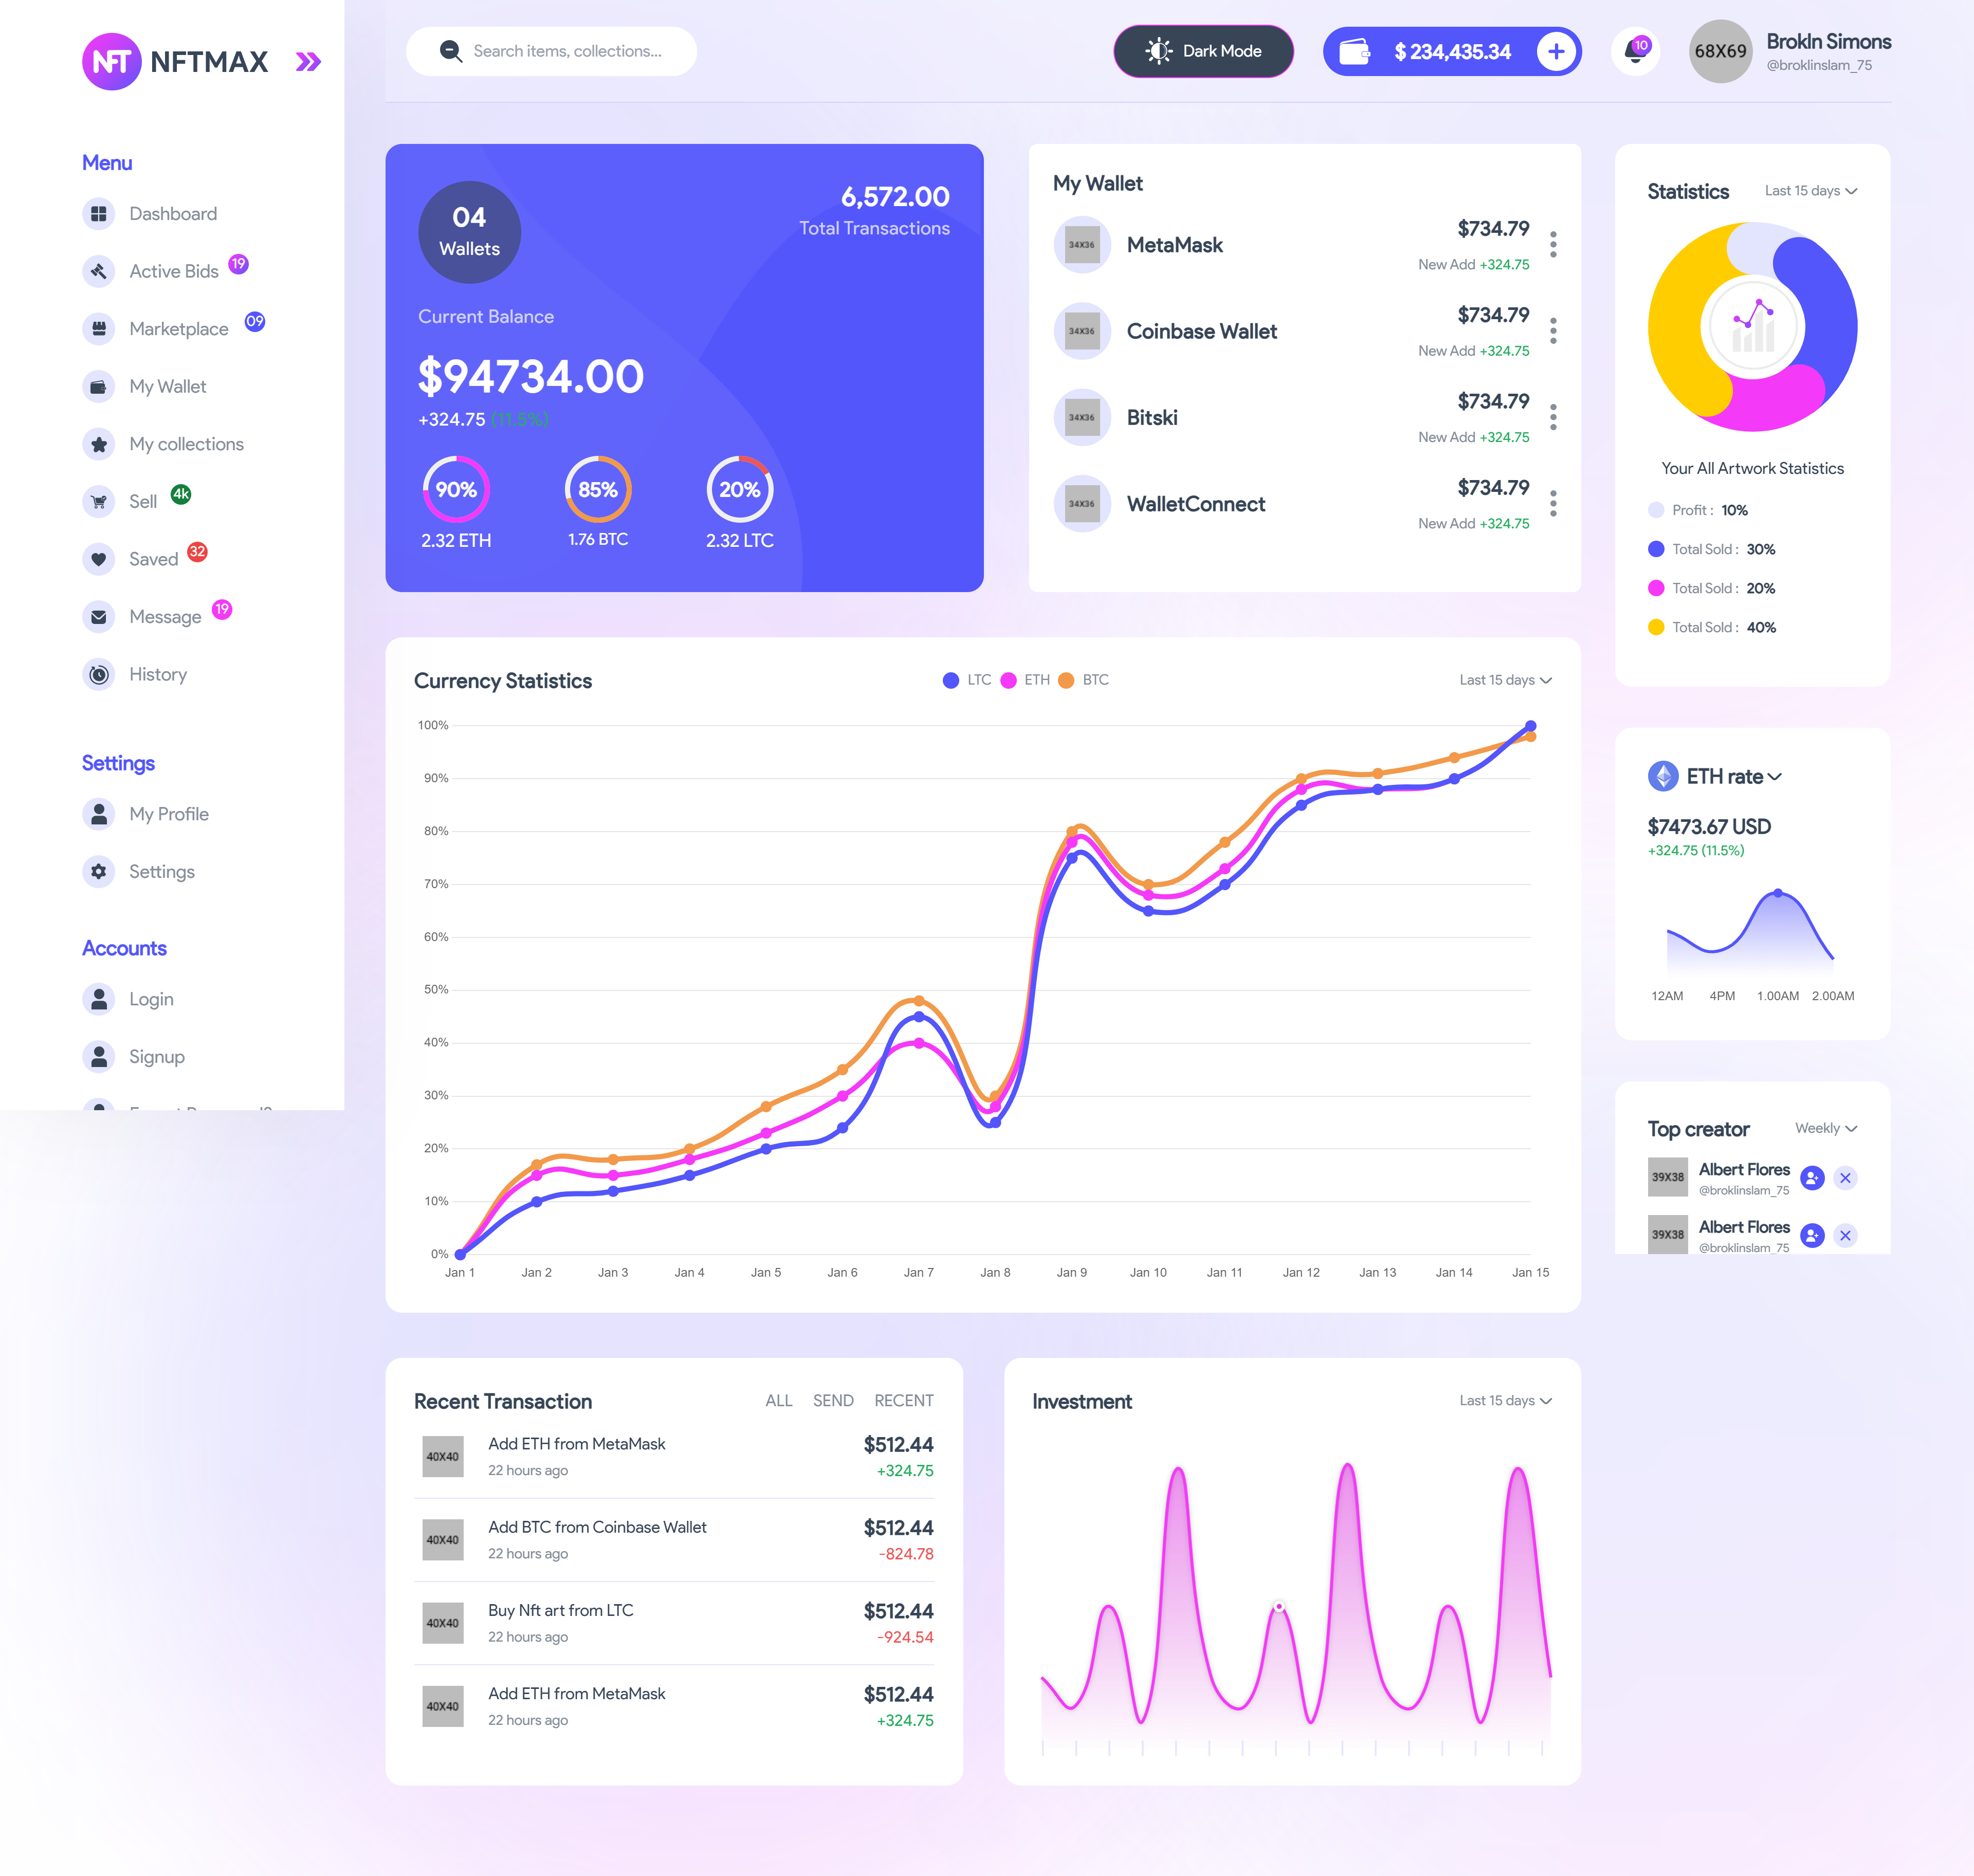 NFT NFTMAX
Menu
Dashboard
Active Bids 19
Marketplace 09
My Wallet
My collections
Sell 4k
Saved 32
Message 19
History
Settings
My Profile
Settings
Accounts
Login
Signup
Search items, collections...
Dark Mode
$ 234,435.34
10
68X69
Brokln Simons
@broklinslam_75
04
Wallets
6,572.00
Total Transactions
Current Balance
$94734.00
+324.75 (11.5%)
90% 85% 20%
2.32 ETH 1.76 BTC 2.32 LTC
My Wallet
34X36 MetaMask $734.79
New Add +324.75
34X36 Coinbase Wallet $734.79
New Add +324.75
34X36 Bitski $734.79
New Add +324.75
34X36 WalletConnect $734.79
New Add +324.75
Statistics Last 15 days
Your All Artwork Statistics
Profit : 10%
Total Sold : 30%
Total Sold : 20%
Total Sold : 40%
Currency Statistics LTC ETH BTC Last 15 days
100%
90%
80%
70%
60%
50%
40%
30%
20%
10%
0%
Jan 1 Jan 2 Jan 3 Jan 4 Jan 5 Jan 6 Jan 7 Jan 8 Jan 9 Jan 10 Jan 11 Jan 12 Jan 13 Jan 14 Jan 15
ETH rate
$7473.67 USD
+324.75 (11.5%)
12AM 4PM 1.00AM 2.00AM
Top creator Weekly
39X38 Albert Flores
@broklinslam_75
39X38 Albert Flores
@broklinslam_75
Recent Transaction ALL SEND RECENT
40X40 Add ETH from MetaMask $512.44
22 hours ago +324.75
40X40 Add BTC from Coinbase Wallet $512.44
22 hours ago -824.78
40X40 Buy Nft art from LTC $512.44
22 hours ago -924.54
40X40 Add ETH from MetaMask $512.44
22 hours ago +324.75
Investment Last 15 days